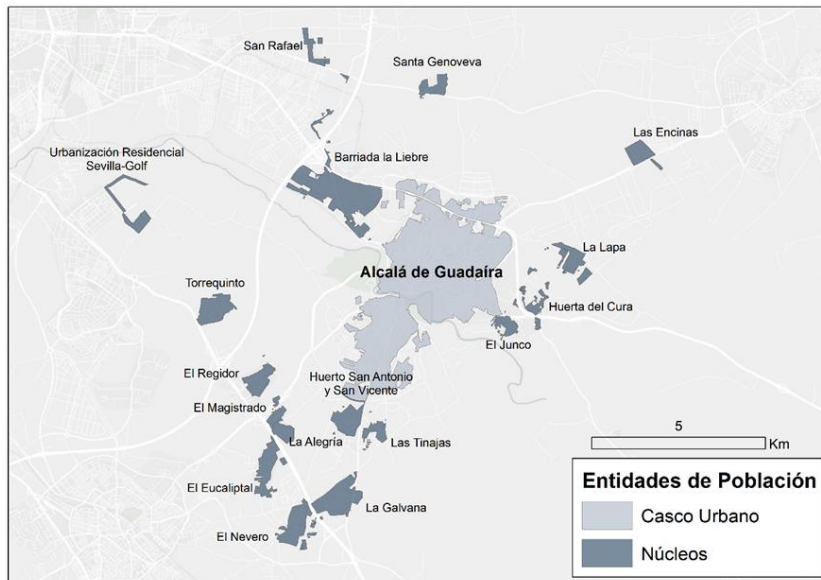 San Rafael
Santa Genoveva
Las Encinas
Urbanización Residencial
Sevilla-Golf
Barriada la Liebre
La Lapa
Alcalá de Guadaíra
Torrequinto
Huerta del Cura
El Junco
El Regidor
Huerto San Antonio
y San Vicente
El Magistrado
La Alegría
Las Tinajas
El Eucaliptal
La Galvana
El Nevero
5
Km
Entidades de Población
Casco Urbano
Núcleos